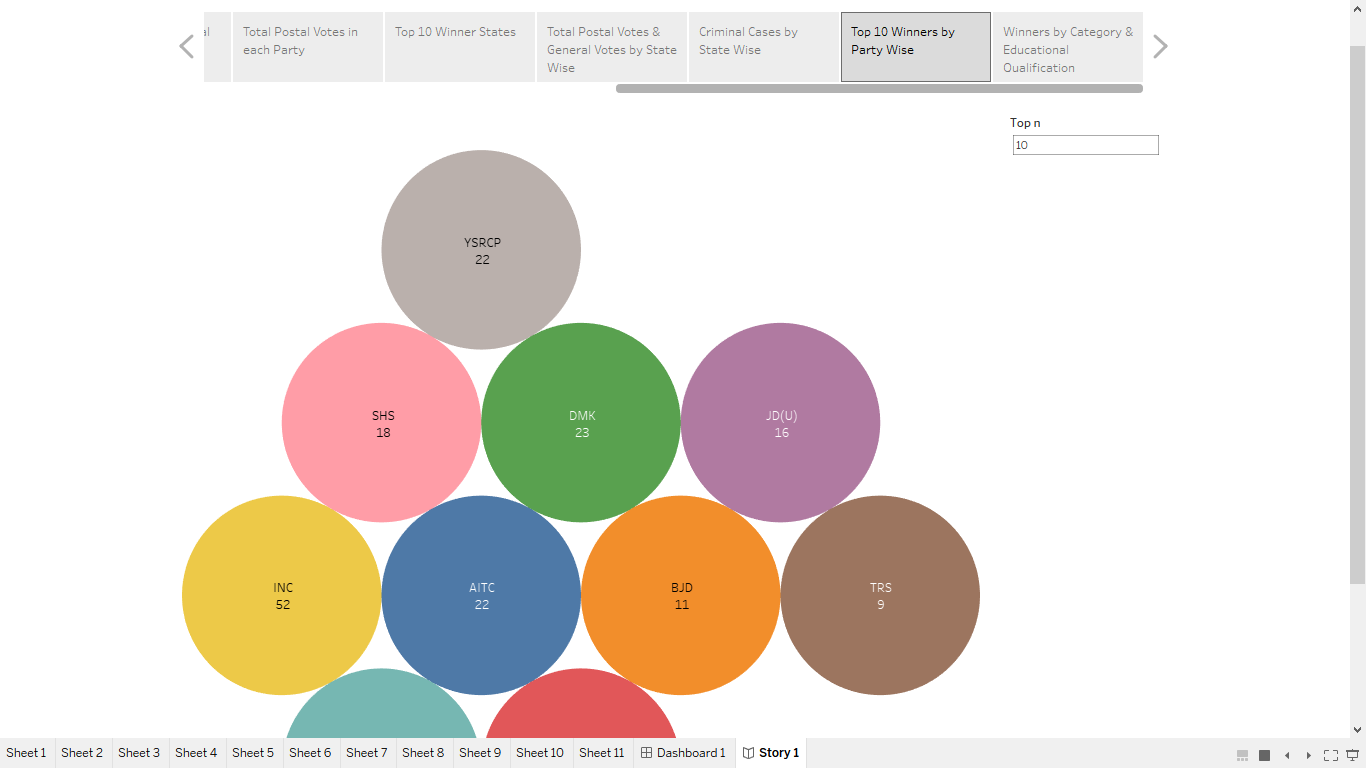 al
Total Postal Votes in
each Party
Top 10 Winner States
Total Postal Votes &
General Votes by State
Wise
Criminal Cases by
State Wise
Top 10 Winners by
Party Wise
Winners by Category &
Educational
Qualification
Top n
10
YSRCP
22
SHS
18
DMK
23
JD(U)
16
INC
52
AITC
22
BJD
11
TRS
9
Sheet 1 Sheet 2 Sheet 3 Sheet 4 Sheet 5 Sheet 6 Sheet 7 Sheet 8 Sheet 9 Sheet 10 Sheet 11 Dashboard 1 Story 1